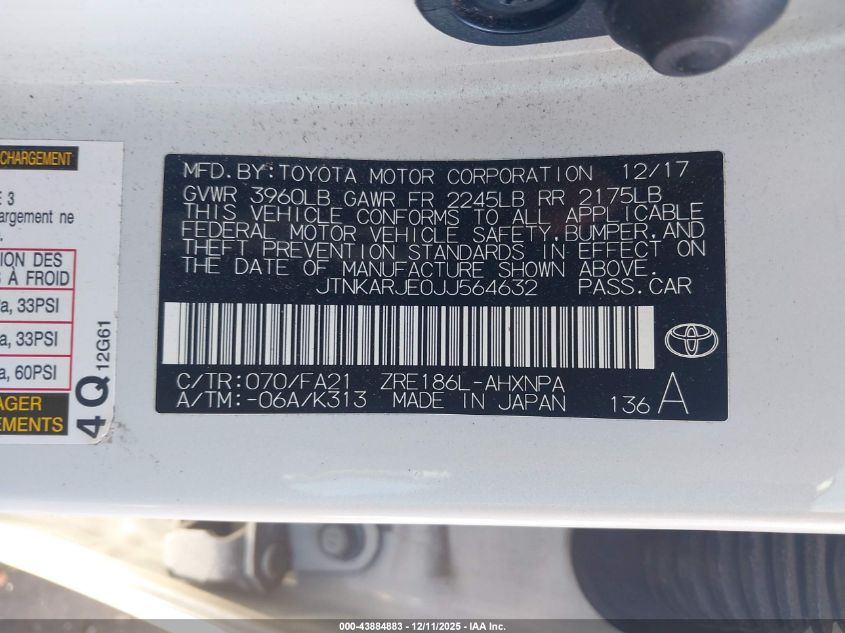 CHARGEMENT
E 3
argement ne
ION DES
À FROID
a, 33PSI
a, 33PSI
a, 60PSI
AGER
EMENTS
4Q
12G61
MFD.BY:TOYOTA MOTOR CORPORATION 12/17
GVWR 3960LB GAWR FR 2245LB RR 2175LB
THIS VEHICLE CONFORMS TO ALL APPLICABLE
FEDERAL MOTOR VEHICLE SAFETY,BUMPER,AND
THEFT PREVENTION STANDARDS IN EFFECT ON
THE DATE OF MANUFACTURE SHOWN ABOVE.
JTNKARJE0JJ564632 PASS.CAR
C/TR:070/FA21 ZRE186L-AHXNPA
A/TM:-06A/K313 MADE IN JAPAN 136 A
000-43884883 - 12/11/2025 - IAA Inc.